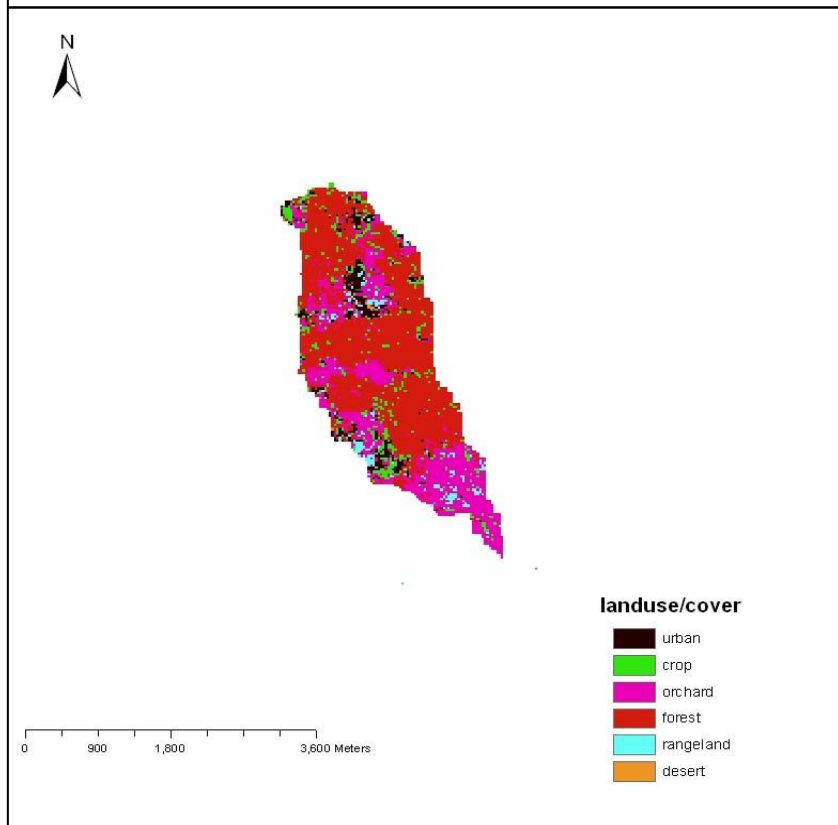 N
landuse/cover
urban
crop
orchard
forest
rangeland
desert
0 900 1,800 3,600 Meters